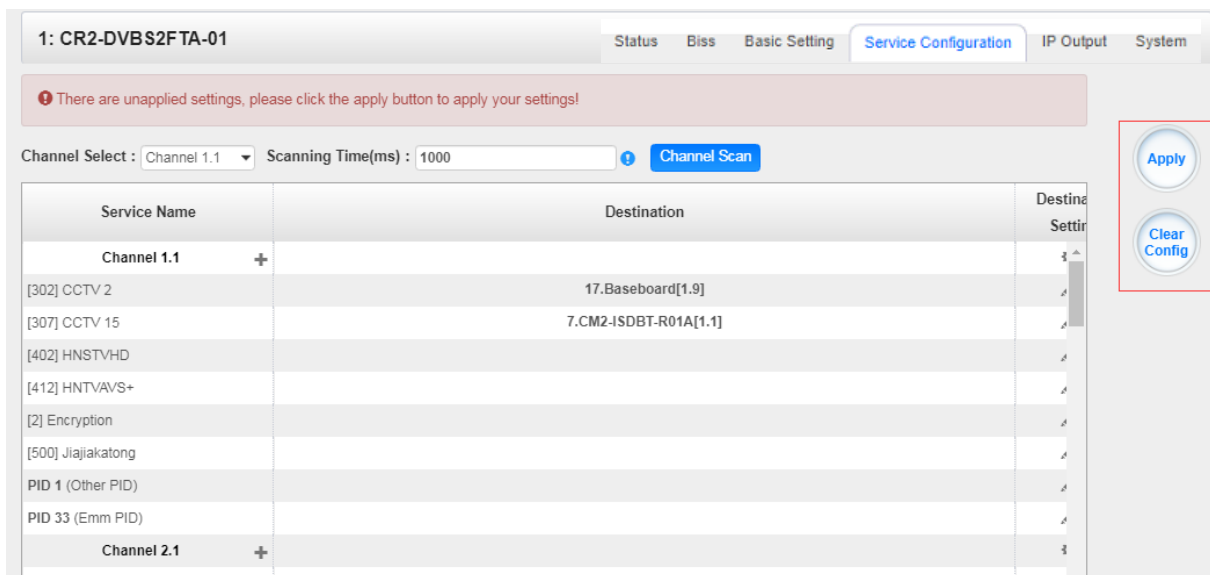 1: CR2-DVBS2FTA-01
Status Biss Basic Setting Service Configuration IP Output System
There are unapplied settings, please click the apply button to apply your settings!
Channel Select : Channel 1.1 Scanning Time(ms) : 1000 Channel Scan
Apply
Clear
Config
Service Name Destination Destina
Settin
Channel 1.1
[302] CCTV 2 17.Baseboard[1.9]
[307] CCTV 15 7.CM2-ISDBT-R01A[1.1]
[402] HNSTVHD
[412] HNTVAVS+
[2] Encryption
[500] Jiajiakatong
PID 1 (Other PID)
PID 33 (Emm PID)
Channel 2.1